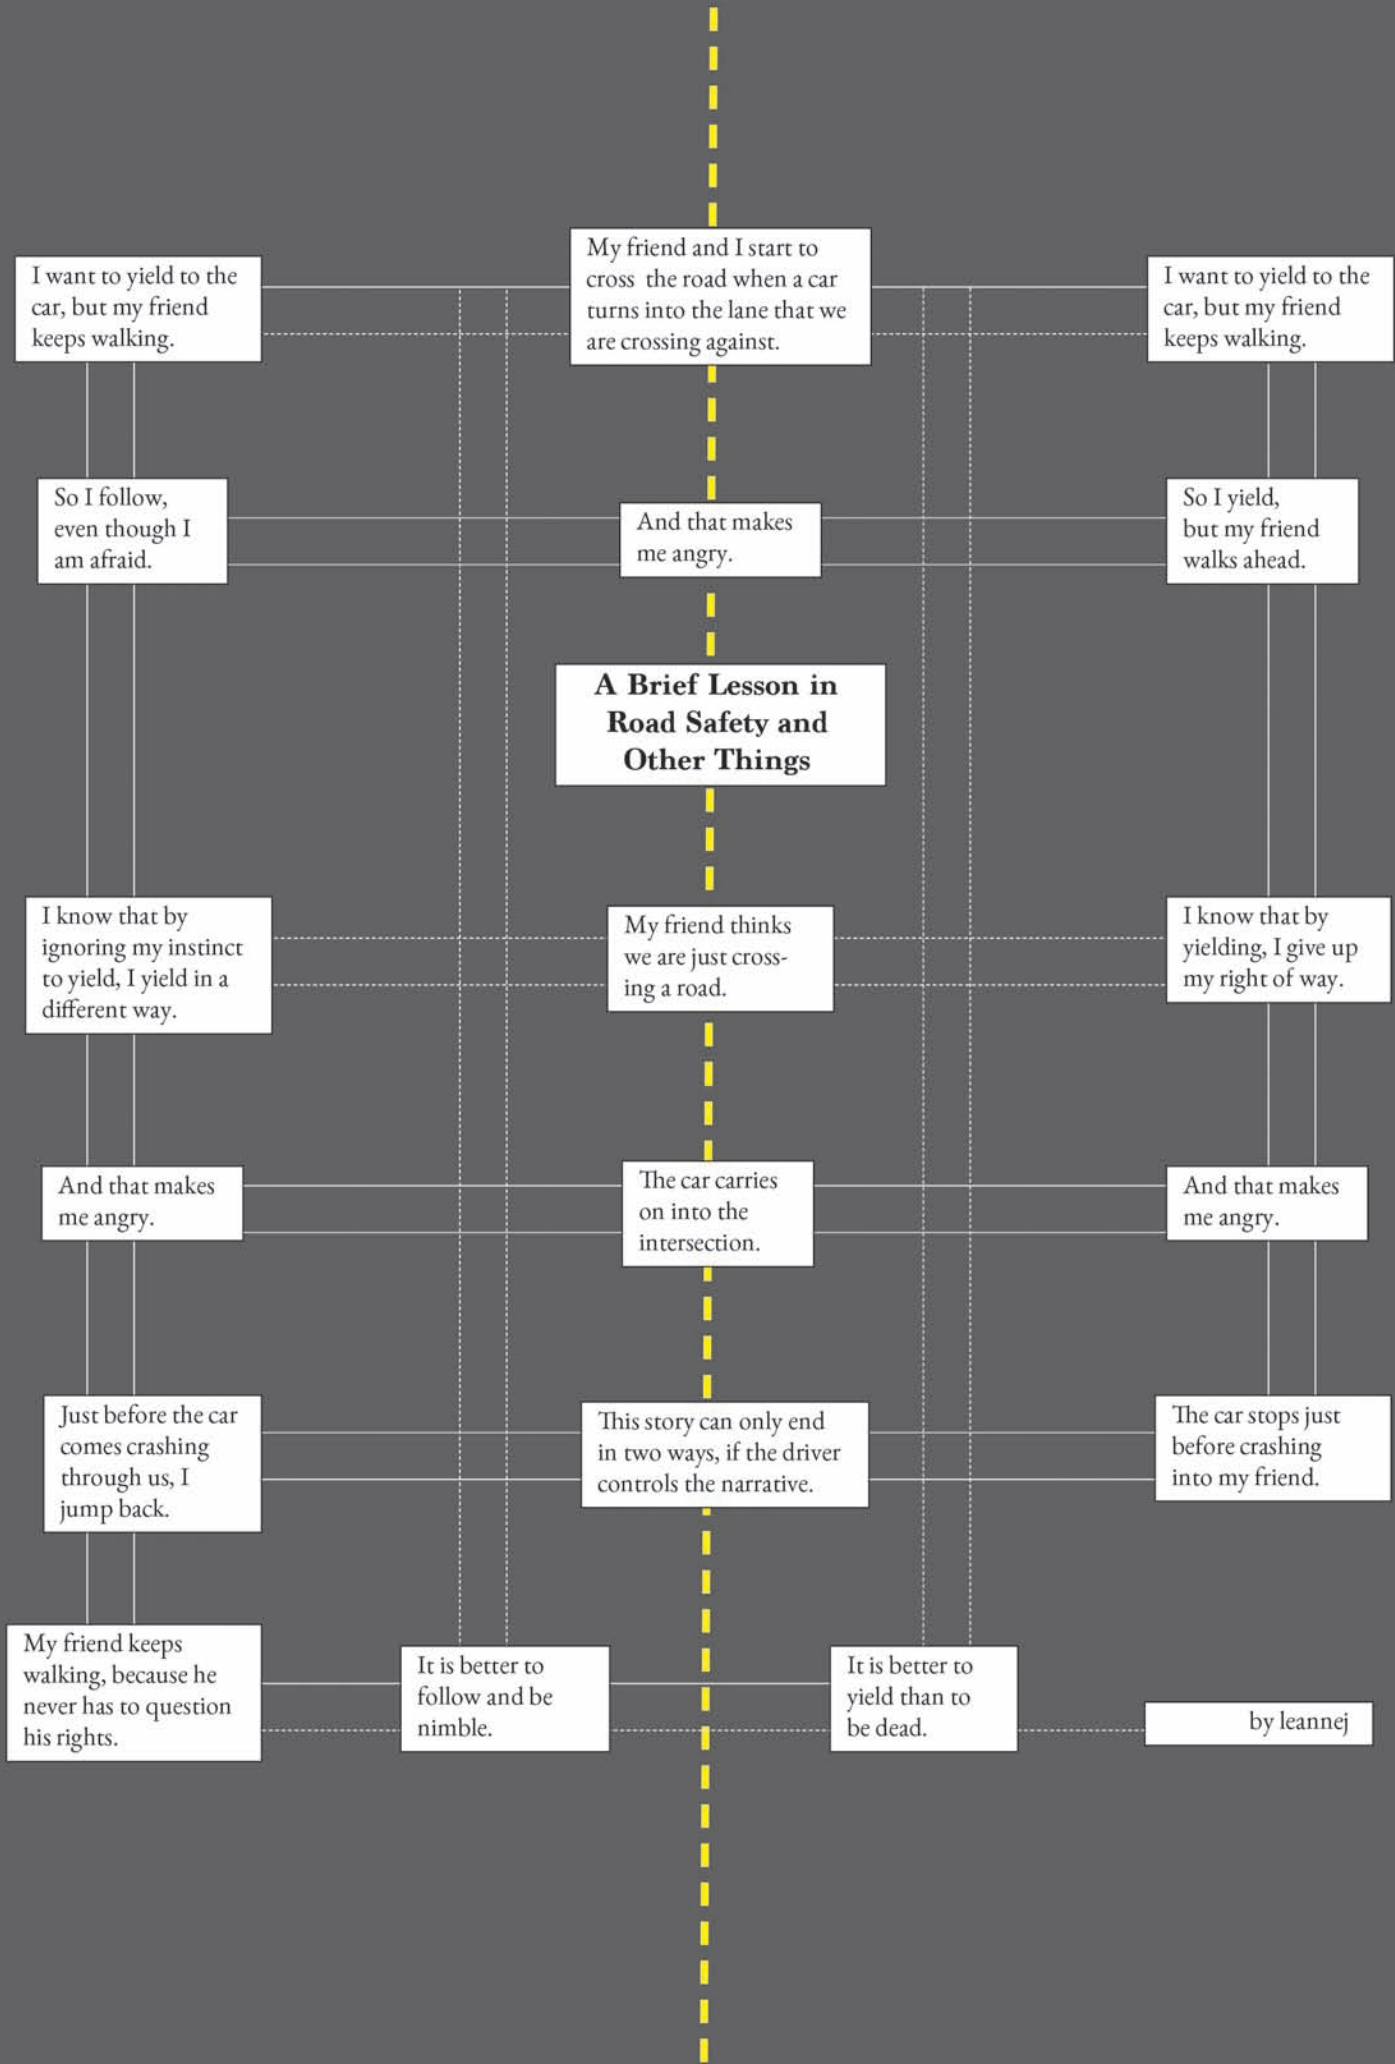 I want to yield to the
car, but my friend
keeps walking.
My friend and I start to
cross the road when a car
turns into the lane that we
are crossing against.
I want to yield to the
car, but my friend
keeps walking.
So I follow,
even though I
am afraid.
And that makes
me angry.
So I yield,
but my friend
walks ahead.
A Brief Lesson in
Road Safety and
Other Things
I know that by
ignoring my instinct
to yield, I yield in a
different way.
My friend thinks
we are just cross-
ing a road.
I know that by
yielding, I give up
my right of way.
And that makes
me angry.
The car carries
on into the
intersection.
And that makes
me angry.
Just before the car
comes crashing
through us, I
jump back.
This story can only end
in two ways, if the driver
controls the narrative.
The car stops just
before crashing
into my friend.
My friend keeps
walking, because he
never has to question
his rights.
It is better to
follow and be
nimble.
It is better to
yield than to
be dead.
by leannej